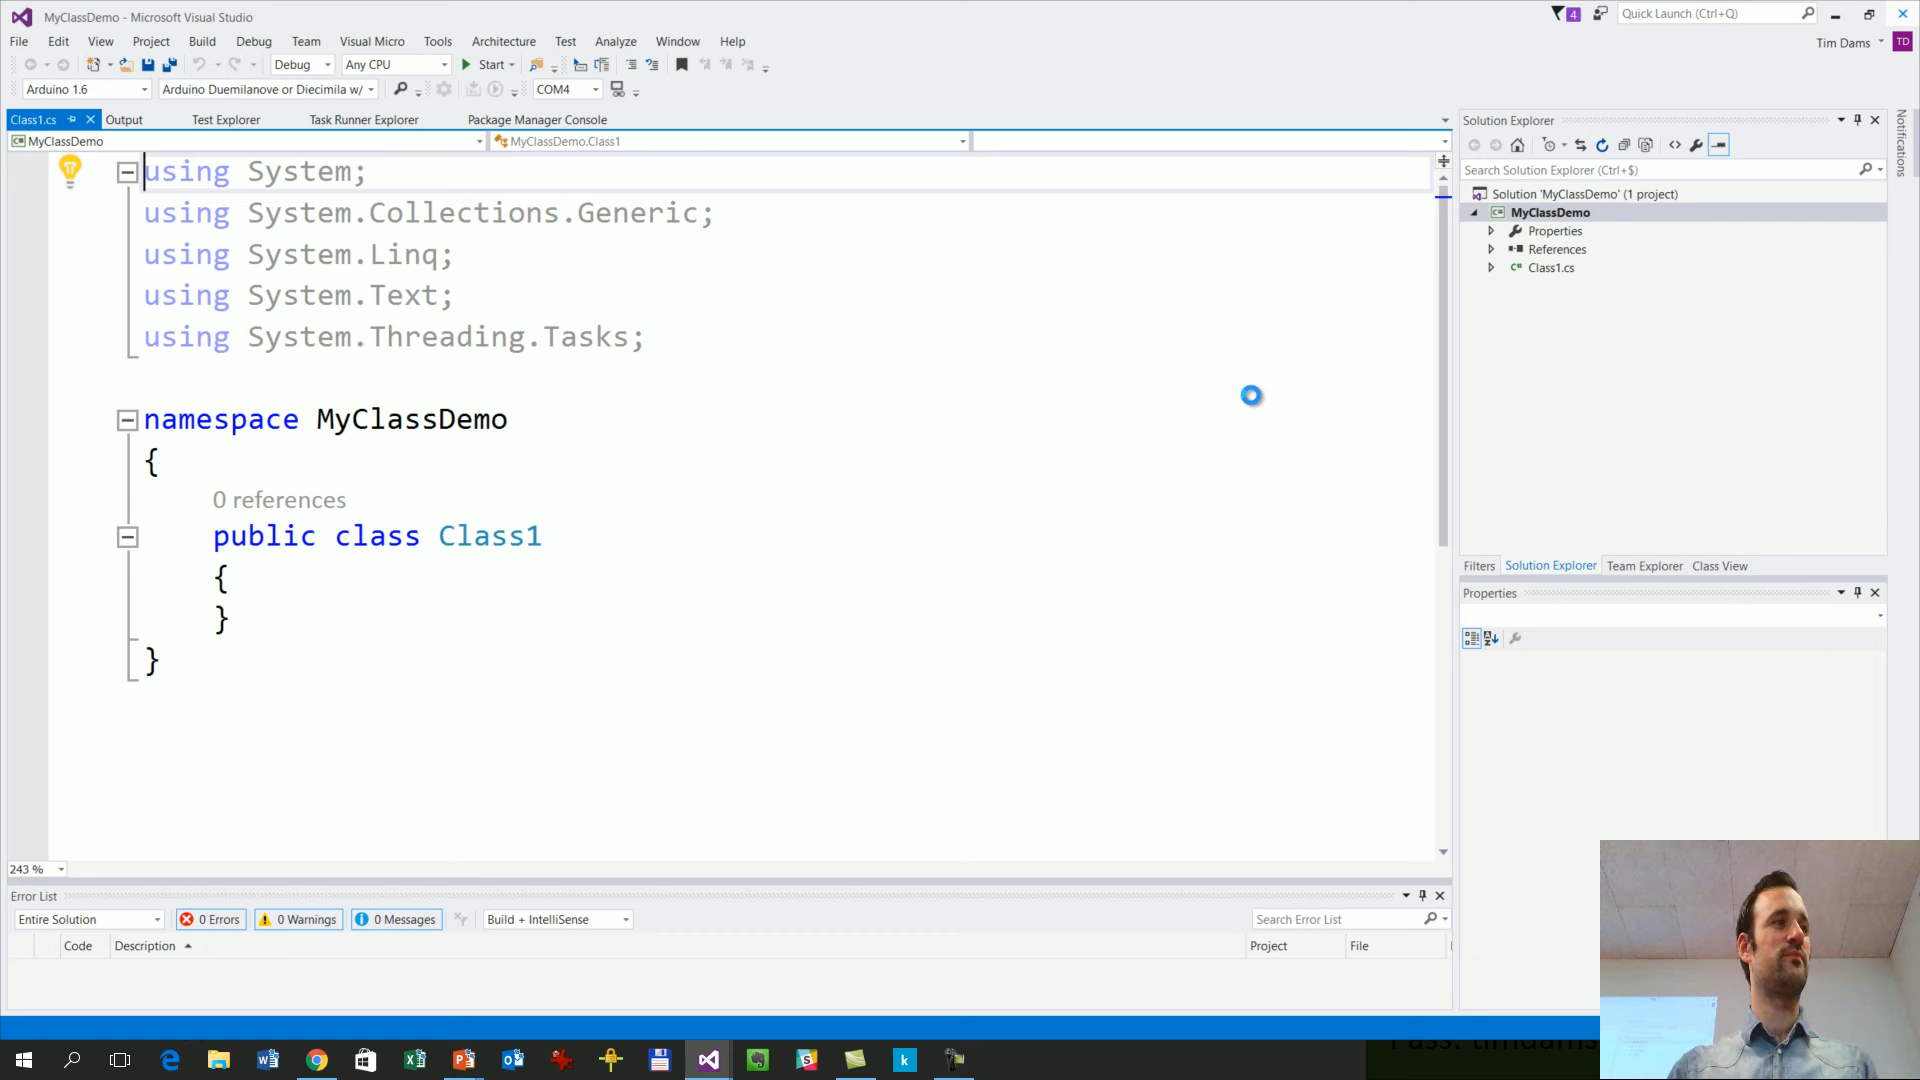 MyClassDemo - Microsoft Visual Studio
4
Quick Launch (Ctrl+Q)
File Edit View Project Build Debug Team Visual Micro Tools Architecture Test Analyze Window Help
Tim Dams
TD
Debug
Any CPU
Start
Arduino 1.6
Arduino Duemilanove or Diecimila w/
COM4
Class1.cs
Output
Test Explorer
Task Runner Explorer
Package Manager Console
MyClassDemo
MyClassDemo.Class1
using System;
using System.Collections.Generic;
using System.Linq;
using System.Text;
using System.Threading.Tasks;
namespace MyClassDemo
{
0 references
public class Class1
{
}
}
243 %
Solution Explorer
Search Solution Explorer (Ctrl+$)
Solution 'MyClassDemo' (1 project)
MyClassDemo
Properties
References
Class1.cs
Filters
Solution Explorer
Team Explorer
Class View
Properties
Notifications
Error List
Entire Solution
0 Errors
0 Warnings
0 Messages
Build + IntelliSense
Search Error List
Code
Description
Project
File